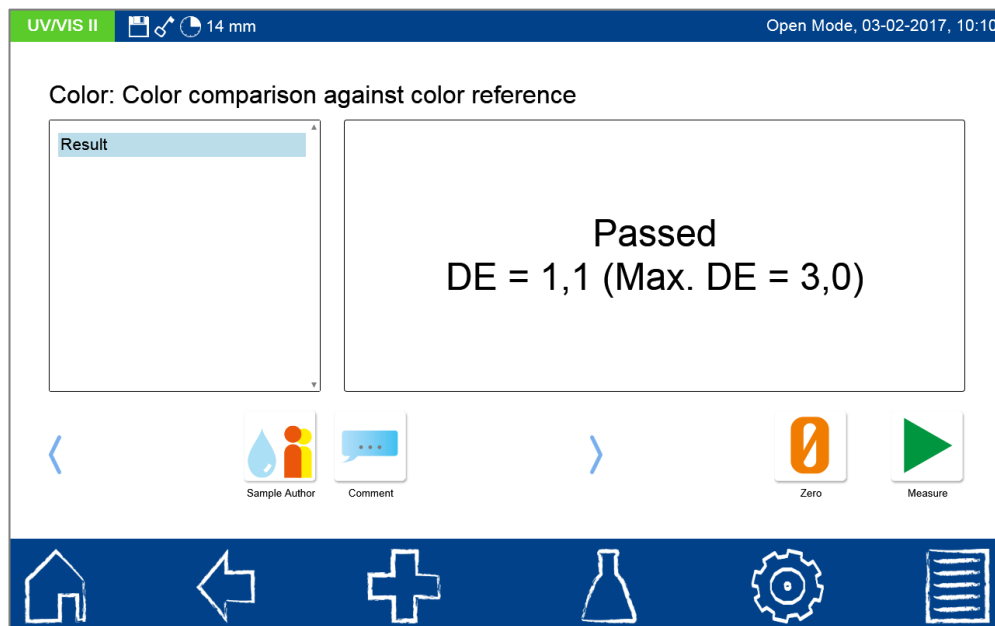 UV/VIS II 14 mm Open Mode, 03-02-2017, 10:10
Color: Color comparison against color reference
Result
Passed
DE = 1,1 (Max. DE = 3,0)
Sample Author Comment Zero Measure